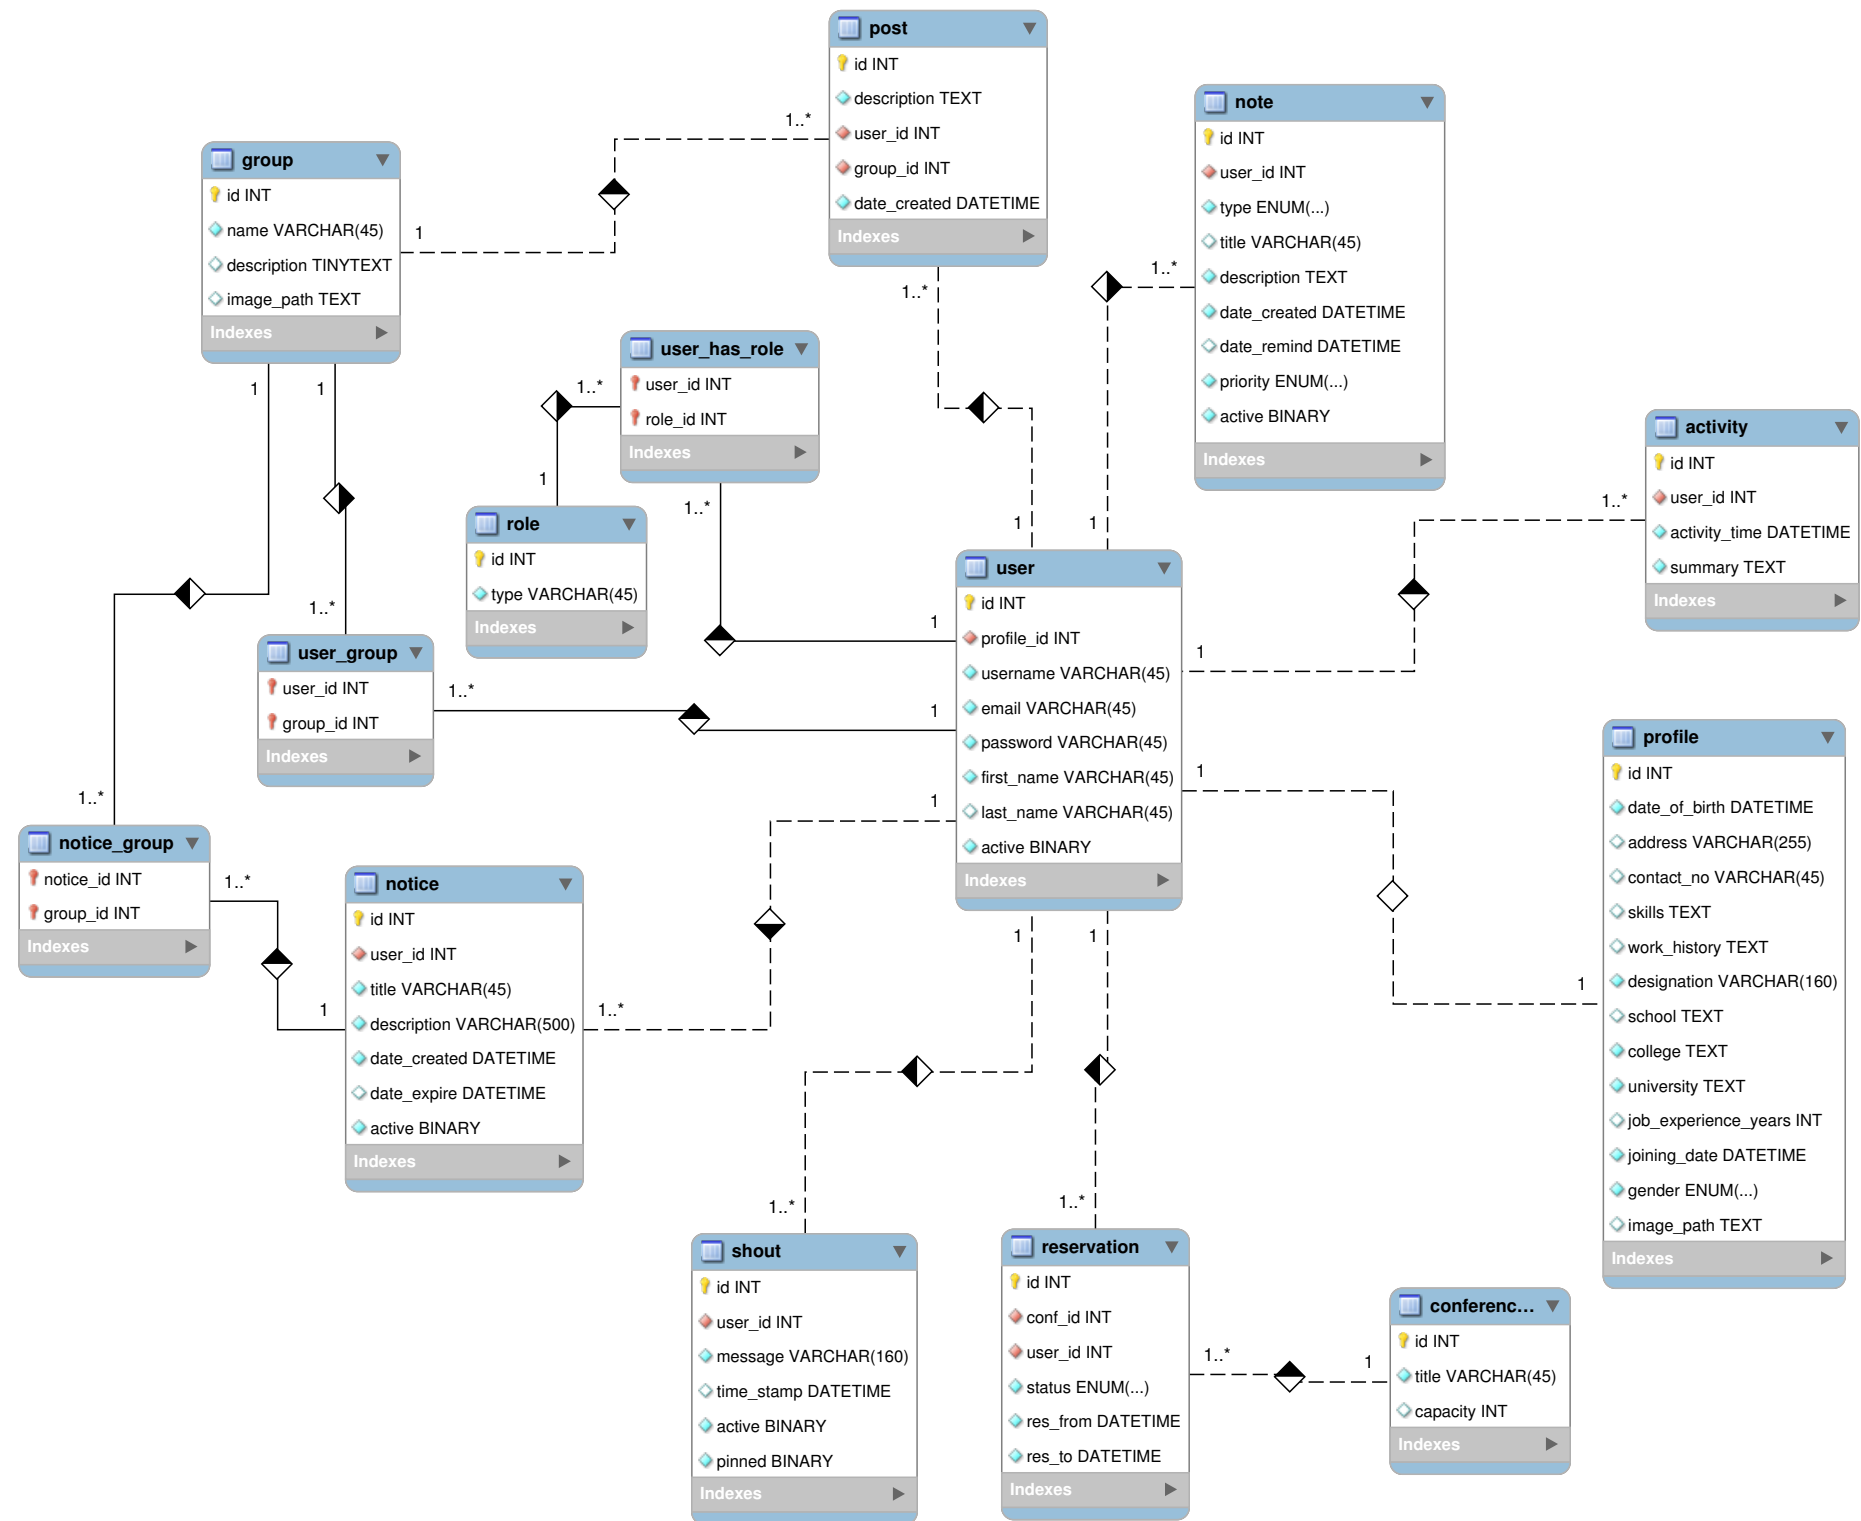 post
id INT
description TEXT
user_id INT
group_id INT
date_created DATETIME
Indexes
1..*
1..*
note
id INT
user_id INT
type ENUM(...)
title VARCHAR(45)
description TEXT
date_created DATETIME
date_remind DATETIME
priority ENUM(...)
active BINARY
Indexes
1..*
group
id INT
name VARCHAR(45)
description TINYTEXT
image_path TEXT
Indexes
1
1
1
user_has_role
user_id INT
role_id INT
Indexes
1..*
1..*
role
id INT
type VARCHAR(45)
Indexes
1
activity
id INT
user_id INT
activity_time DATETIME
summary TEXT
Indexes
1..*
user
id INT
profile_id INT
username VARCHAR(45)
email VARCHAR(45)
password VARCHAR(45)
first_name VARCHAR(45)
last_name VARCHAR(45)
active BINARY
Indexes
1
1
1
1
1
1
1
1
1
user_group
user_id INT
group_id INT
Indexes
1..*
1..*
profile
id INT
date_of_birth DATETIME
address VARCHAR(255)
contact_no VARCHAR(45)
skills TEXT
work_history TEXT
designation VARCHAR(160)
school TEXT
college TEXT
university TEXT
job_experience_years INT
joining_date DATETIME
gender ENUM(...)
image_path TEXT
Indexes
1
notice_group
notice_id INT
group_id INT
Indexes
1..*
1..*
notice
id INT
user_id INT
title VARCHAR(45)
description VARCHAR(500)
date_created DATETIME
date_expire DATETIME
active BINARY
Indexes
1
1..*
shout
id INT
user_id INT
message VARCHAR(160)
time_stamp DATETIME
active BINARY
pinned BINARY
Indexes
1..*
reservation
id INT
conf_id INT
user_id INT
status ENUM(...)
res_from DATETIME
res_to DATETIME
Indexes
1..*
1..*
conferenc...
id INT
title VARCHAR(45)
capacity INT
Indexes
1